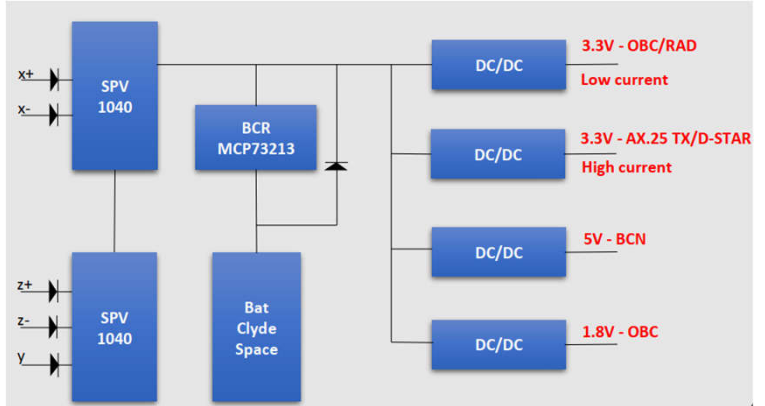 x+
x-
SPV
1040
BCR
MCP73213
DC/DC
3.3V - OBC/RAD
Low current
DC/DC
3.3V - AX.25 TX/D-STAR
High current
z+
z-
y
SPV
1040
Bat
Clyde
Space
DC/DC
5V - BCN
DC/DC
1.8V - OBC